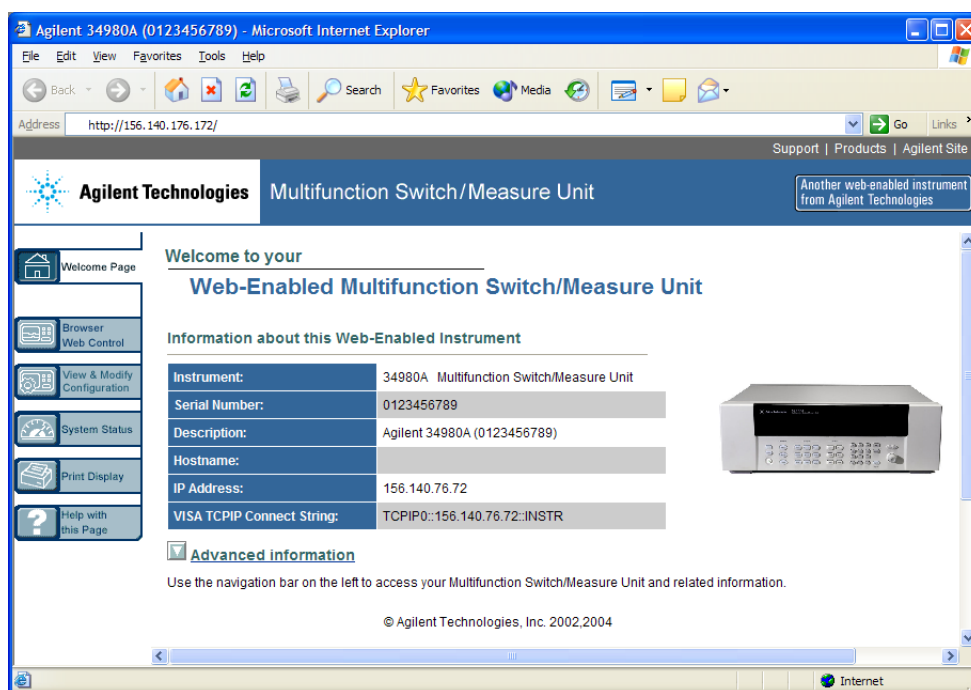 Agilent 34980A (0123456789) - Microsoft Internet Explorer
File Edit View Favorites Tools Help
Back Search Favorites Media
Address http://156.140.176.172/ Go Links
Support | Products | Agilent Site
Agilent Technologies Multifunction Switch/Measure Unit
Another web-enabled instrument
from Agilent Technologies
Welcome Page
Browser
Web Control
View & Modify
Configuration
System Status
Print Display
Help with
this Page
Welcome to your
Web-Enabled Multifunction Switch/Measure Unit
Information about this Web-Enabled Instrument
Instrument: 34980A Multifunction Switch/Measure Unit
Serial Number: 0123456789
Description: Agilent 34980A (0123456789)
Hostname:
IP Address: 156.140.76.72
VISA TCPIP Connect String: TCPIP0::156.140.76.72::INSTR
Advanced information
Use the navigation bar on the left to access your Multifunction Switch/Measure Unit and related information.
© Agilent Technologies, Inc. 2002,2004
Internet